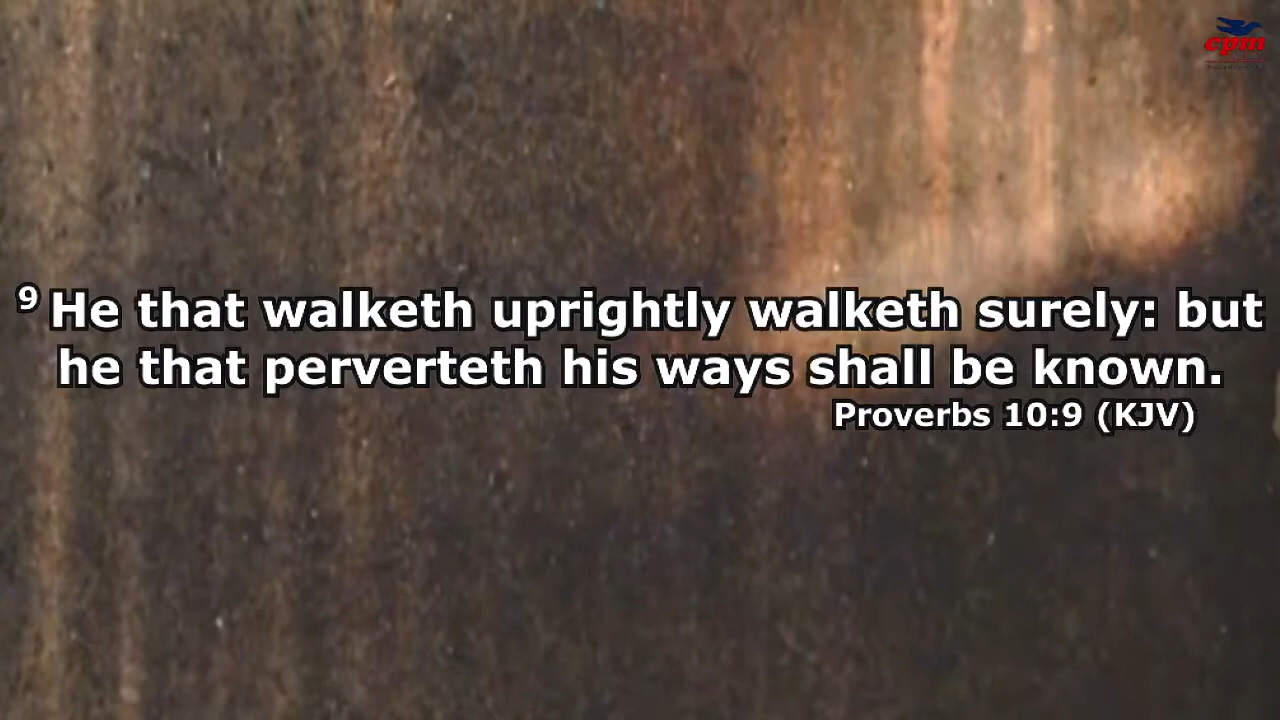 cpm
9 He that walketh uprightly walketh surely: but
he that perverteth his ways shall be known.
Proverbs 10:9 (KJV)